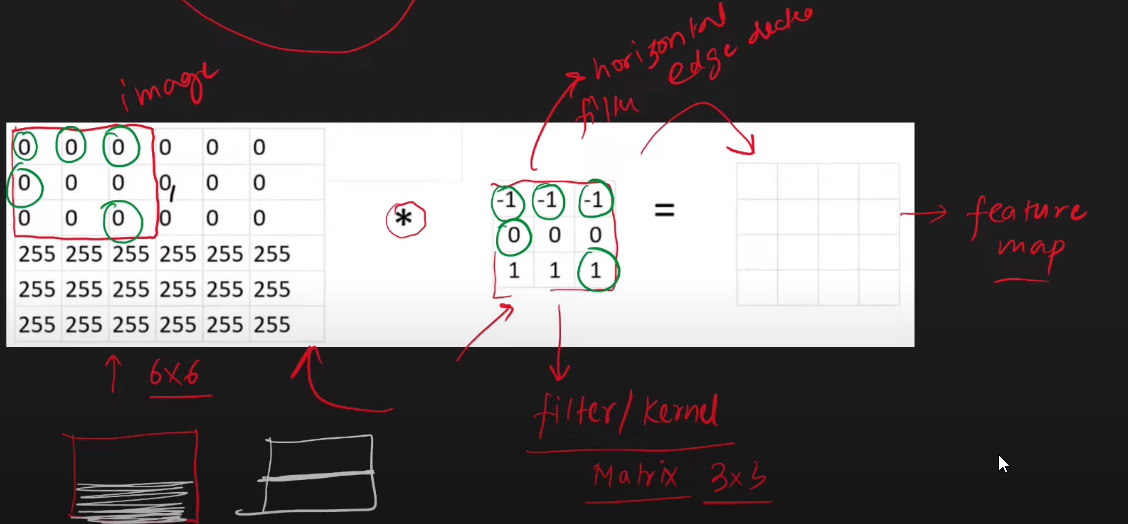 horizontal
edge
image
filter
0 0 0 0 0 0
0 0 0 0 0 0
0 0 0 0 0 0
255 255 255 255 255 255
255 255 255 255 255 255
255 255 255 255 255 255
*
-1 -1 -1
0 0 0
1 1 1
=
feature
map
6x6
filter/kernel
Matrix 3x3